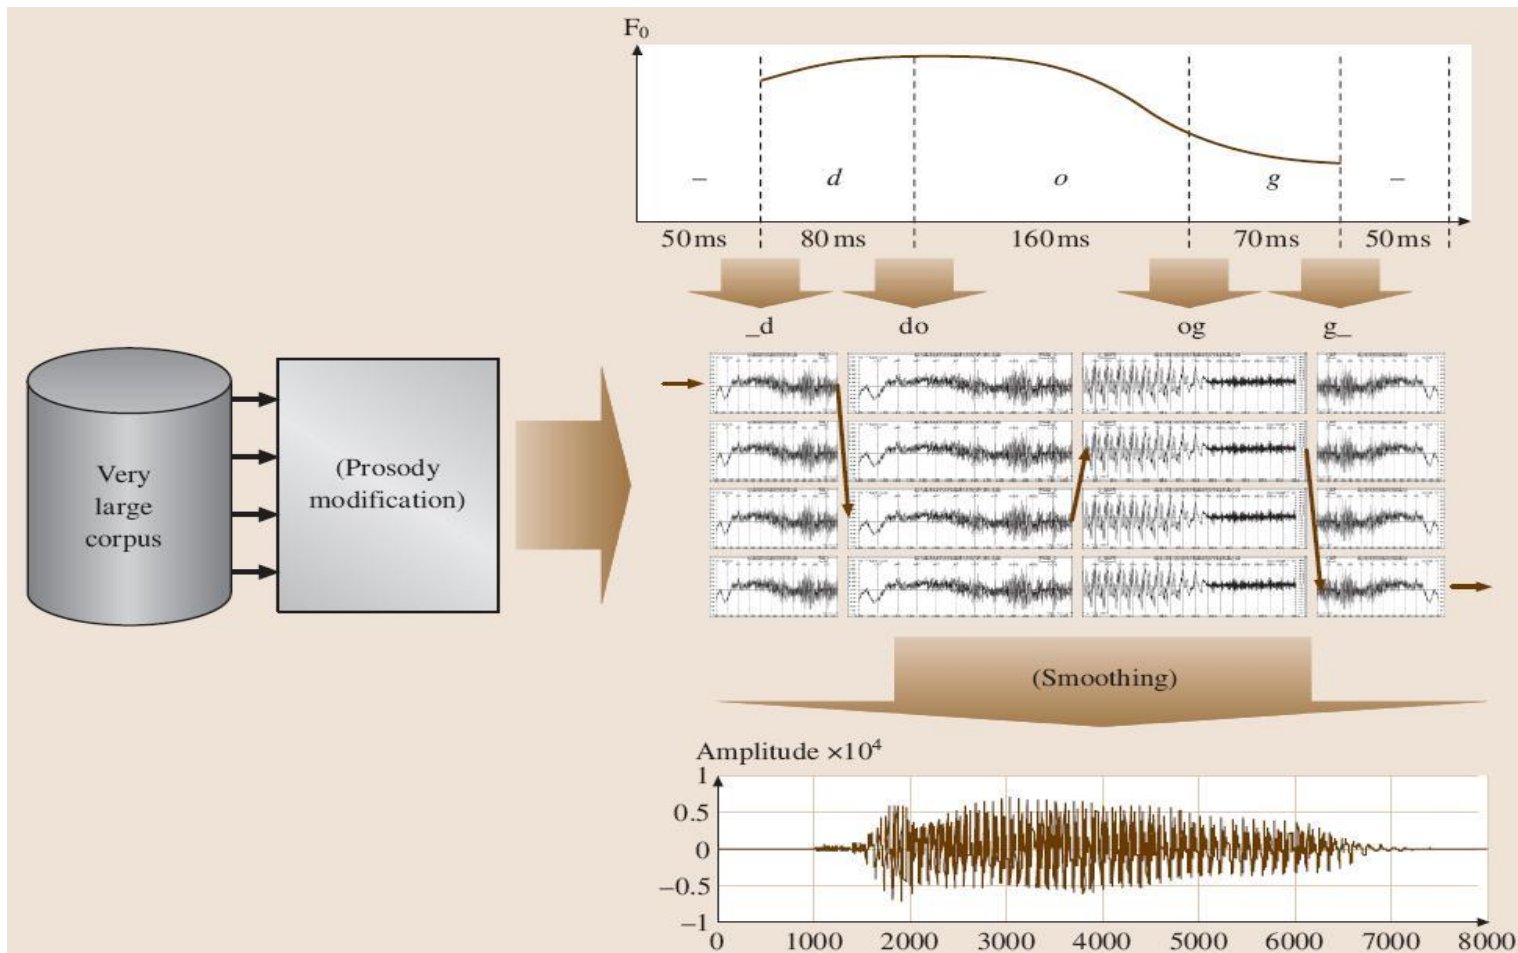 F₀
– d o g –
50 ms 80 ms 160 ms 70 ms 50 ms
_d do og g_
Very
large
corpus
(Prosody
modification)
(Smoothing)
Amplitude ×10⁴
1
0.5
0
–0.5
–1
0 1000 2000 3000 4000 5000 6000 7000 8000